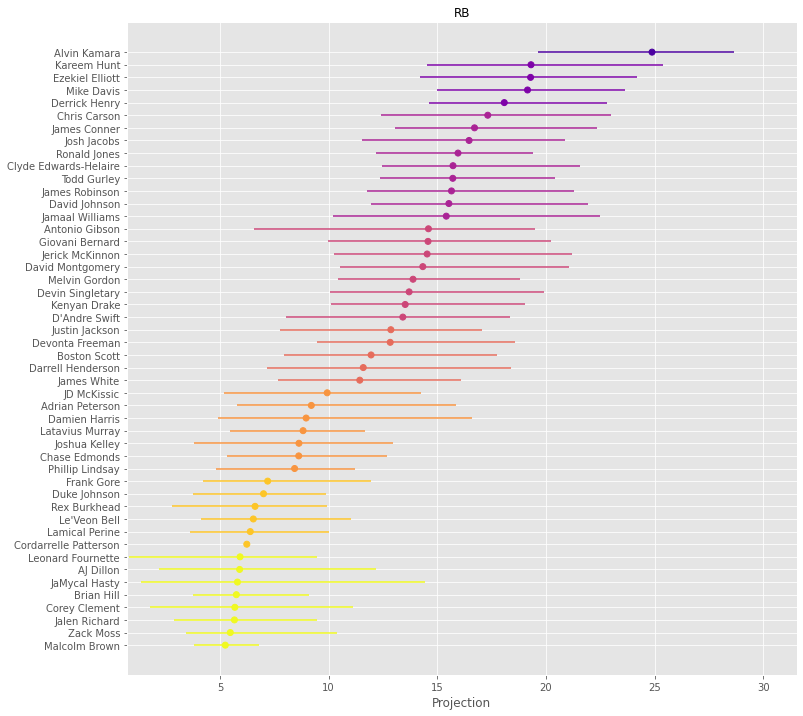 RB
Alvin Kamara
Kareem Hunt
Ezekiel Elliott
Mike Davis
Derrick Henry
Chris Carson
James Conner
Josh Jacobs
Ronald Jones
Clyde Edwards-Helaire
Todd Gurley
James Robinson
David Johnson
Jamaal Williams
Antonio Gibson
Giovani Bernard
Jerick McKinnon
David Montgomery
Melvin Gordon
Devin Singletary
Kenyan Drake
D'Andre Swift
Justin Jackson
Devonta Freeman
Boston Scott
Darrell Henderson
James White
JD McKissic
Adrian Peterson
Damien Harris
Latavius Murray
Joshua Kelley
Chase Edmonds
Phillip Lindsay
Frank Gore
Duke Johnson
Rex Burkhead
Le'Veon Bell
Lamical Perine
Cordarrelle Patterson
Leonard Fournette
AJ Dillon
JaMycal Hasty
Brian Hill
Corey Clement
Jalen Richard
Zack Moss
Malcolm Brown
5 10 15 20 25 30
Projection